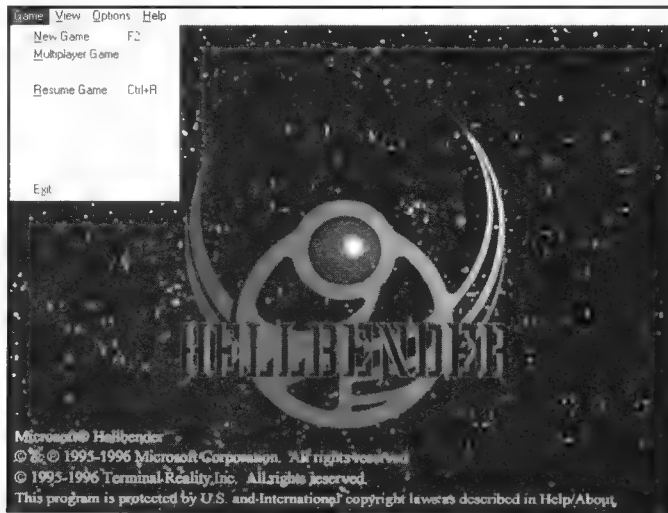 Game View Options Help
New Game F2
Multiplayer Game
Resume Game Ctrl+R
Exit
HELLBENDER
Microsoft® Hellbender
© & ℗ 1995-1996 Microsoft Corporation. All rights reserved
© 1995-1996 Terminal Reality, Inc. All rights reserved.
This program is protected by U.S. and International copyright laws as described in Help/About.